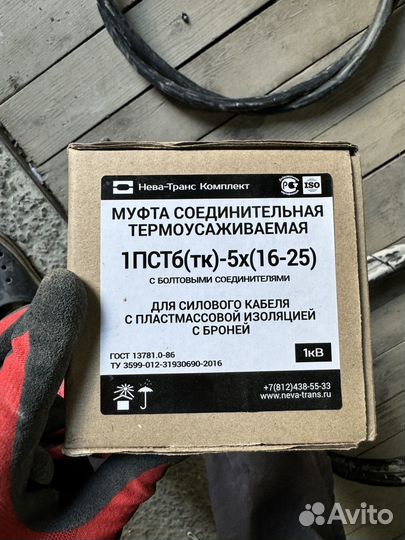 Нева-Транс Комплект
РС ISO
МУФТА СОЕДИНИТЕЛЬНАЯ
ТЕРМОУСАЖИВАЕМАЯ
1ПСТб(тк)-5х(16-25)
С БОЛТОВЫМИ СОЕДИНИТЕЛЯМИ
ДЛЯ СИЛОВОГО КАБЕЛЯ
С ПЛАСТМАССОВОЙ ИЗОЛЯЦИЕЙ
С БРОНЕЙ
ГОСТ 13781.0-86
1кВ
ТУ 3599-012-31930690-2016
+7(812)438-55-33
www.neva-trans.ru
Avito